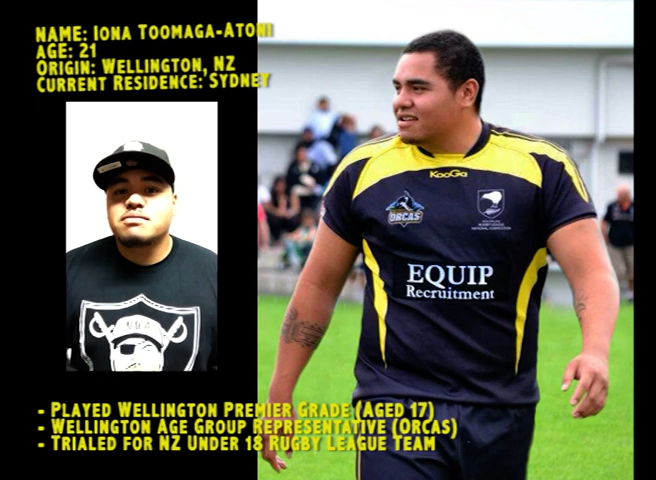 NAME: IONA TOOMAGA-ATONI
AGE: 21
ORIGIN: WELLINGTON, NZ
CURRENT RESIDENCE: SYDNEY
KooGa
ORCAS
EQUIP
Recruitment
- PLAYED WELLINGTON PREMIER GRADE (AGED 17)
- WELLINGTON AGE GROUP REPRESENTATIVE (ORCAS)
- TRIALED FOR NZ UNDER 18 RUGBY LEAGUE TEAM